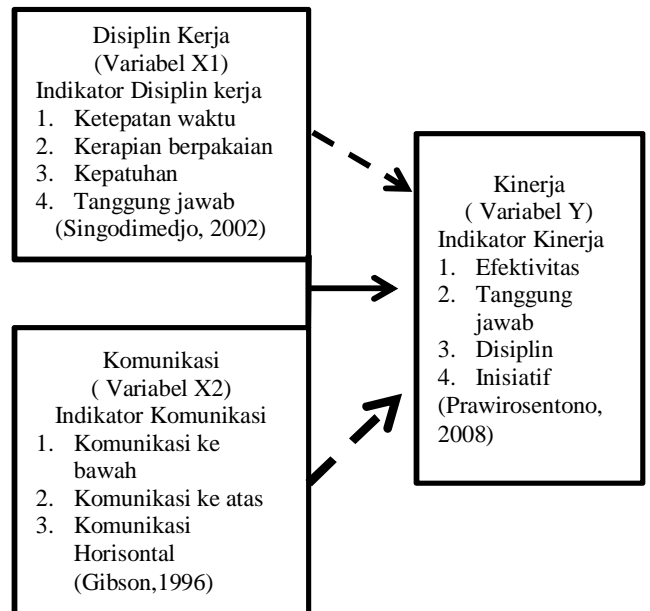 Disiplin Kerja
(Variabel X1)
Indikator Disiplin kerja
1. Ketepatan waktu
2. Kerapian berpakaian
3. Kepatuhan
4. Tanggung jawab
(Singodimedjo, 2002)
Komunikasi
( Variabel X2)
Indikator Komunikasi
1. Komunikasi ke
bawah
2. Komunikasi ke atas
3. Komunikasi
Horisontal
(Gibson,1996)
Kinerja
( Variabel Y)
Indikator Kinerja
1. Efektivitas
2. Tanggung
jawab
3. Disiplin
4. Inisiatif
(Prawirosentono,
2008)